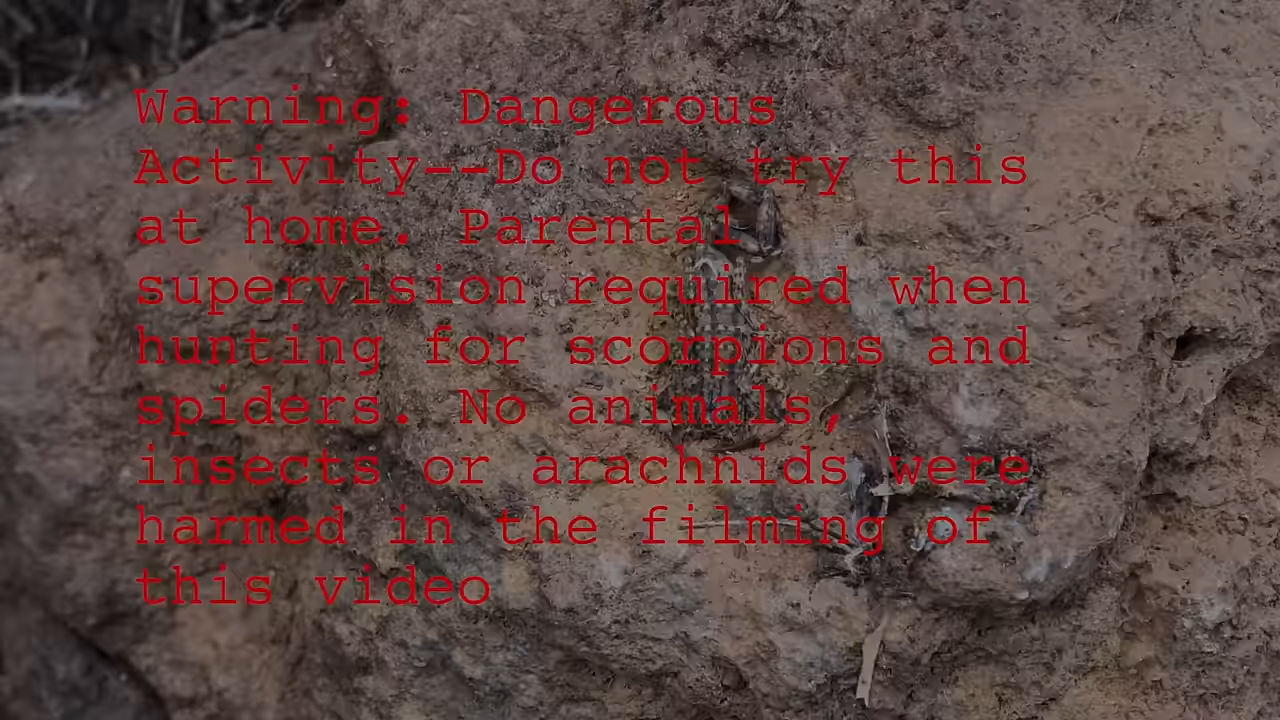 Warning: Dangerous
Activity--Do not try this
at home. Parental
supervision required when
hunting for scorpions and
spiders. No animals,
insects or arachnids were
harmed in the filming of
this video